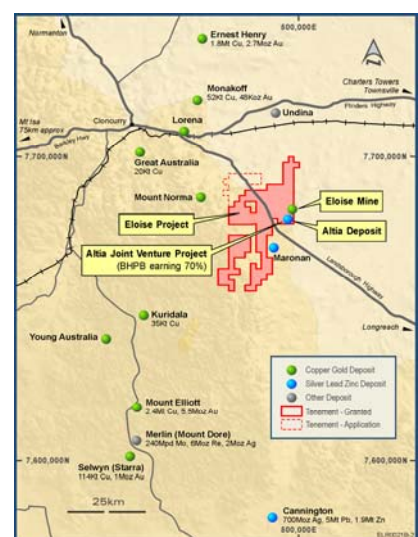 500,000E
Normanton
Ernest Henry
1.8Mt Cu, 2.7Moz Au
Monakoff
52Kt Cu, 48Koz Au
Charters Towers
Townsville
Undina
Flinders Highway
Lorena
Cloncurry
Mt Isa
75km approx
Barkley Hwy
7,700,000N
7,700,000N
Great Australia
20Kt Cu
Mount Norma
Eloise Mine
Eloise Project
Altia Deposit
Altia Joint Venture Project
(BHPB earning 70%)
Maronan
Landsborough Highway
Kuridala
35Kt Cu
Longreach
Young Australia
Copper Gold Deposit
Silver Lead Zinc Deposit
Other Deposit
Tenement - Granted
Tenement - Application
Mount Elliott
2.4Mt Cu, 5.5Moz Au
Merlin (Mount Dore)
240Mpd Mo, 6Moz Re, 2Moz Ag
7,600,000N
7,600,000N
Selwyn (Starra)
114Kt Cu, 1Moz Au
25km
Cannington
700Moz Ag, 5Mt Pb, 1.9Mt Zn
500,000E